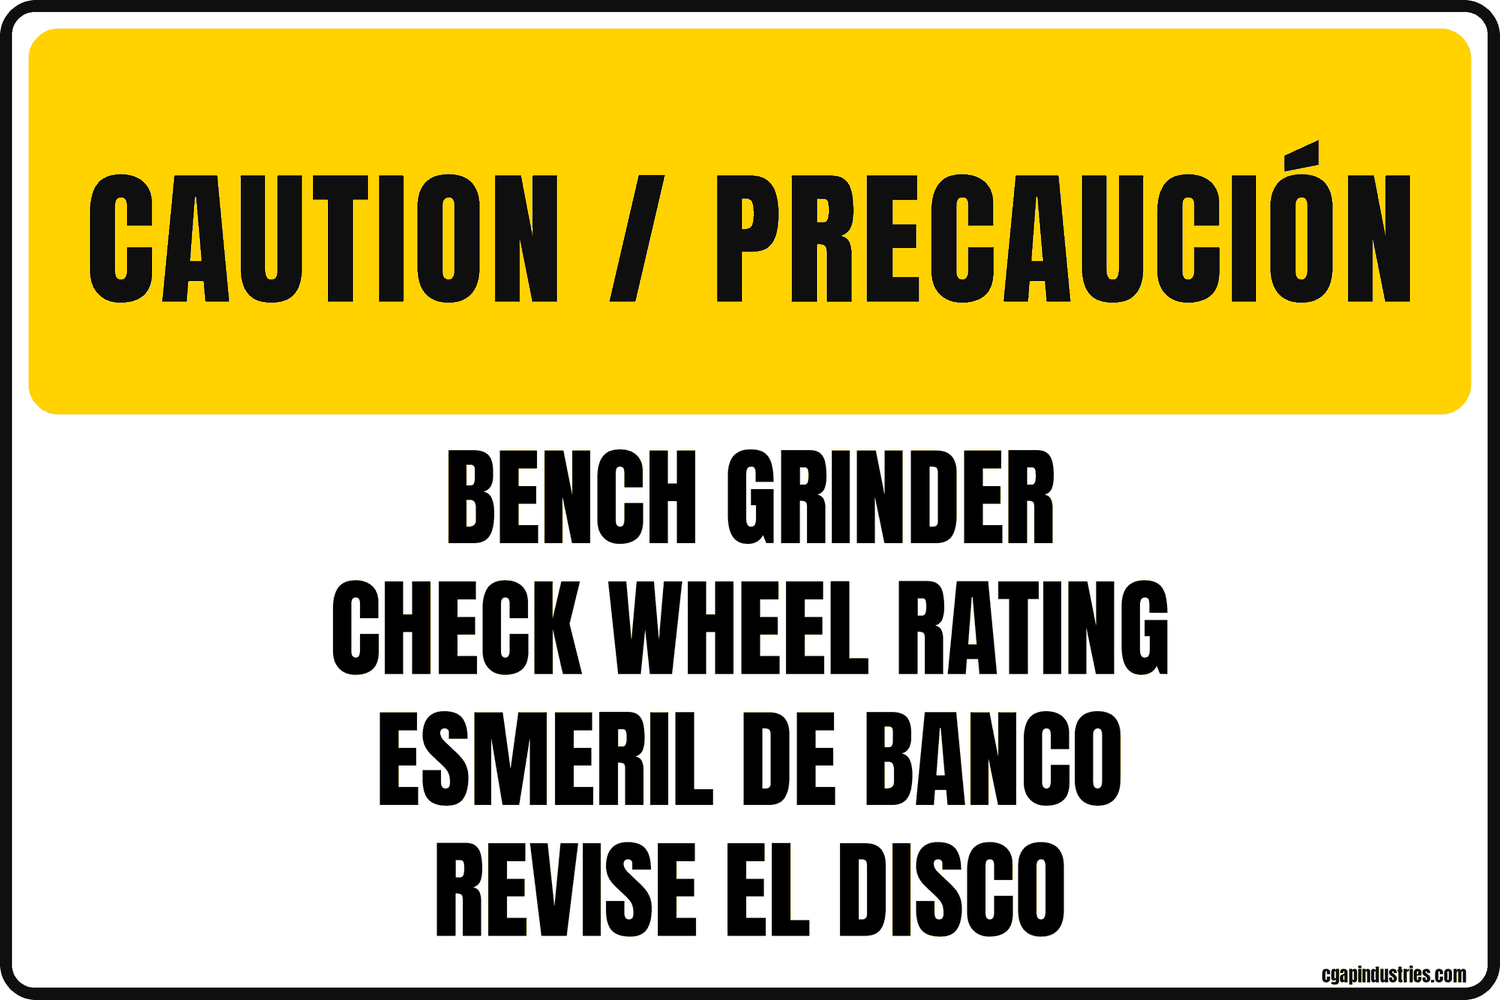 CAUTION / PRECAUCIÓN
BENCH GRINDER
CHECK WHEEL RATING
ESMERIL DE BANCO
REVISE EL DISCO
cgapindustries.com